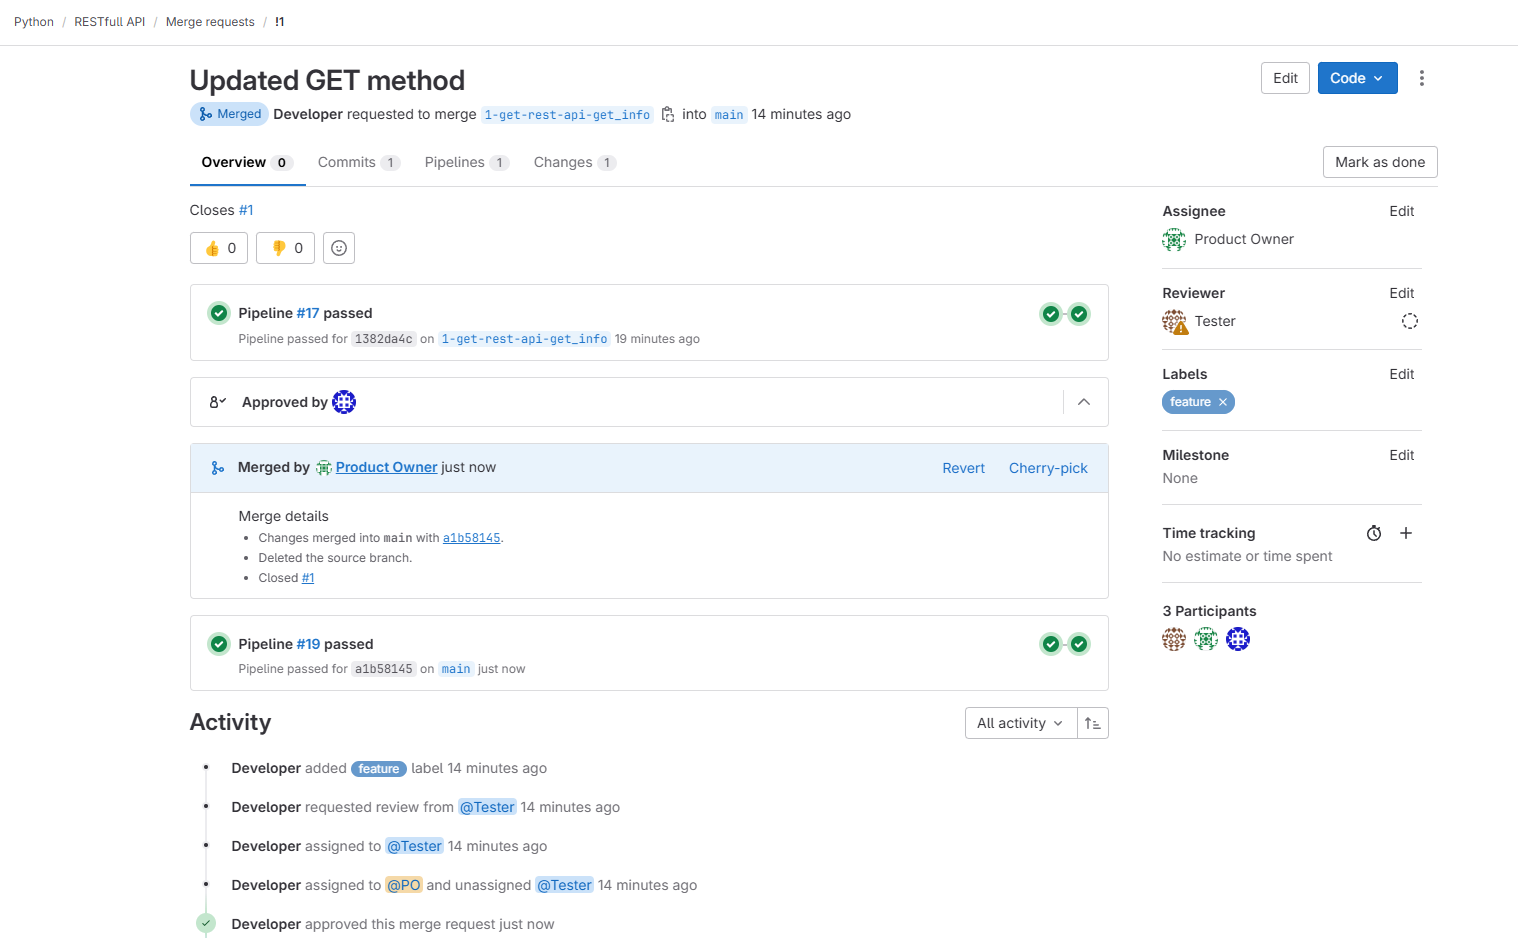 Python / RESTfull API / Merge requests / !1
Updated GET method
Edit
Code
Merged Developer requested to merge 1-get-rest-api-get_info into main 14 minutes ago
Overview 0 Commits 1 Pipelines 1 Changes 1
Mark as done
Closes #1
0 0
Pipeline #17 passed
Pipeline passed for 1382da4c on 1-get-rest-api-get_info 19 minutes ago
Approved by
Merged by Product Owner just now
Revert Cherry-pick
Merge details
Changes merged into main with a1b58145.
Deleted the source branch.
Closed #1
Pipeline #19 passed
Pipeline passed for a1b58145 on main just now
Activity
All activity
Developer added feature label 14 minutes ago
Developer requested review from @Tester 14 minutes ago
Developer assigned to @Tester 14 minutes ago
Developer assigned to @PO and unassigned @Tester 14 minutes ago
Developer approved this merge request just now
Assignee Edit
Product Owner
Reviewer Edit
Tester
Labels Edit
feature ×
Milestone Edit
None
Time tracking
No estimate or time spent
3 Participants